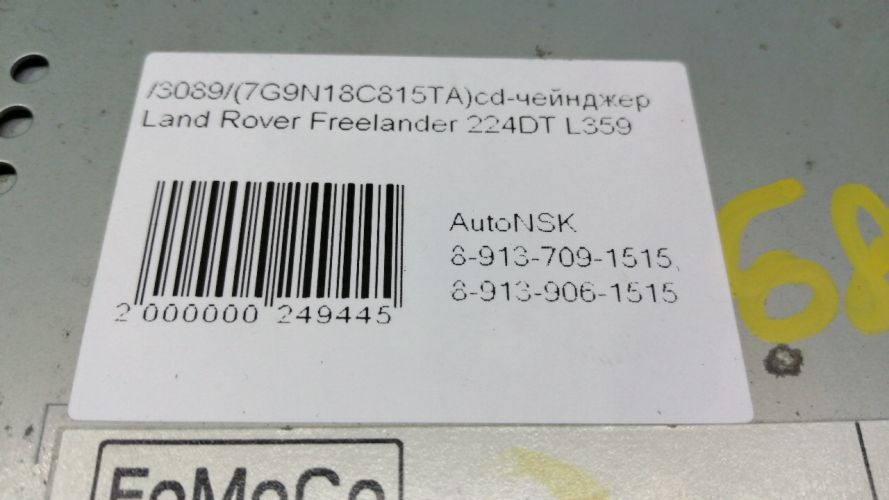 /3089/(7G9N18C815TA)cd-чейнджер
Land Rover Freelander 224DT L359
AutoNSK
8-913-709-1515,
8-913-906-1515
2 000000 249445
68
FoMoCo